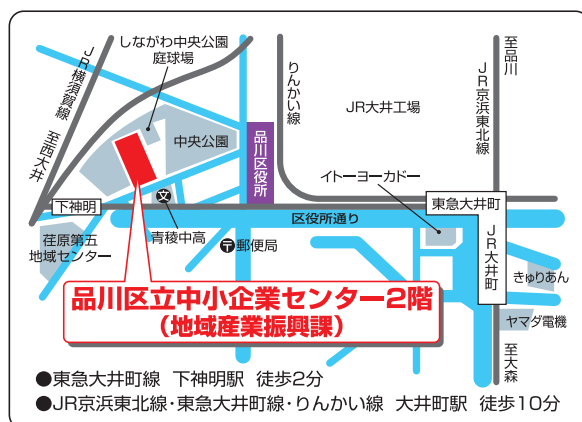 しながわ中央公園
庭球場
JR横須賀線
至西大井
中央公園
品川区役所
りんかい線
JR大井工場
至品川
JR京浜東北線
イトーヨーカドー
下神明
文
青稜中高
区役所通り
東急大井町
JR大井町
荏原第五
地域センター
〒郵便局
きゅりあん
ヤマダ電機
至大森
品川区立中小企業センター2階
(地域産業振興課)
●東急大井町線 下神明駅 徒歩2分
●JR京浜東北線・東急大井町線・りんかい線 大井町駅 徒歩10分